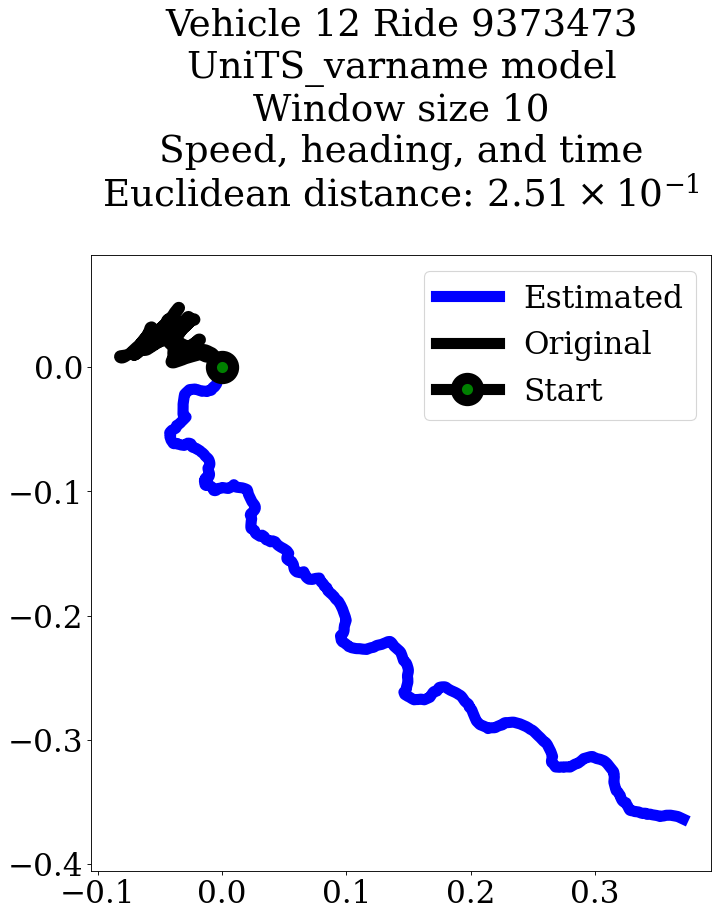 Vehicle 12 Ride 9373473
UniTS_varname model
Window size 10
Speed, heading, and time
Euclidean distance: 2.51 × 10⁻¹
Estimated
Original
Start
0.0
−0.1
−0.2
−0.3
−0.4
−0.1 0.0 0.1 0.2 0.3